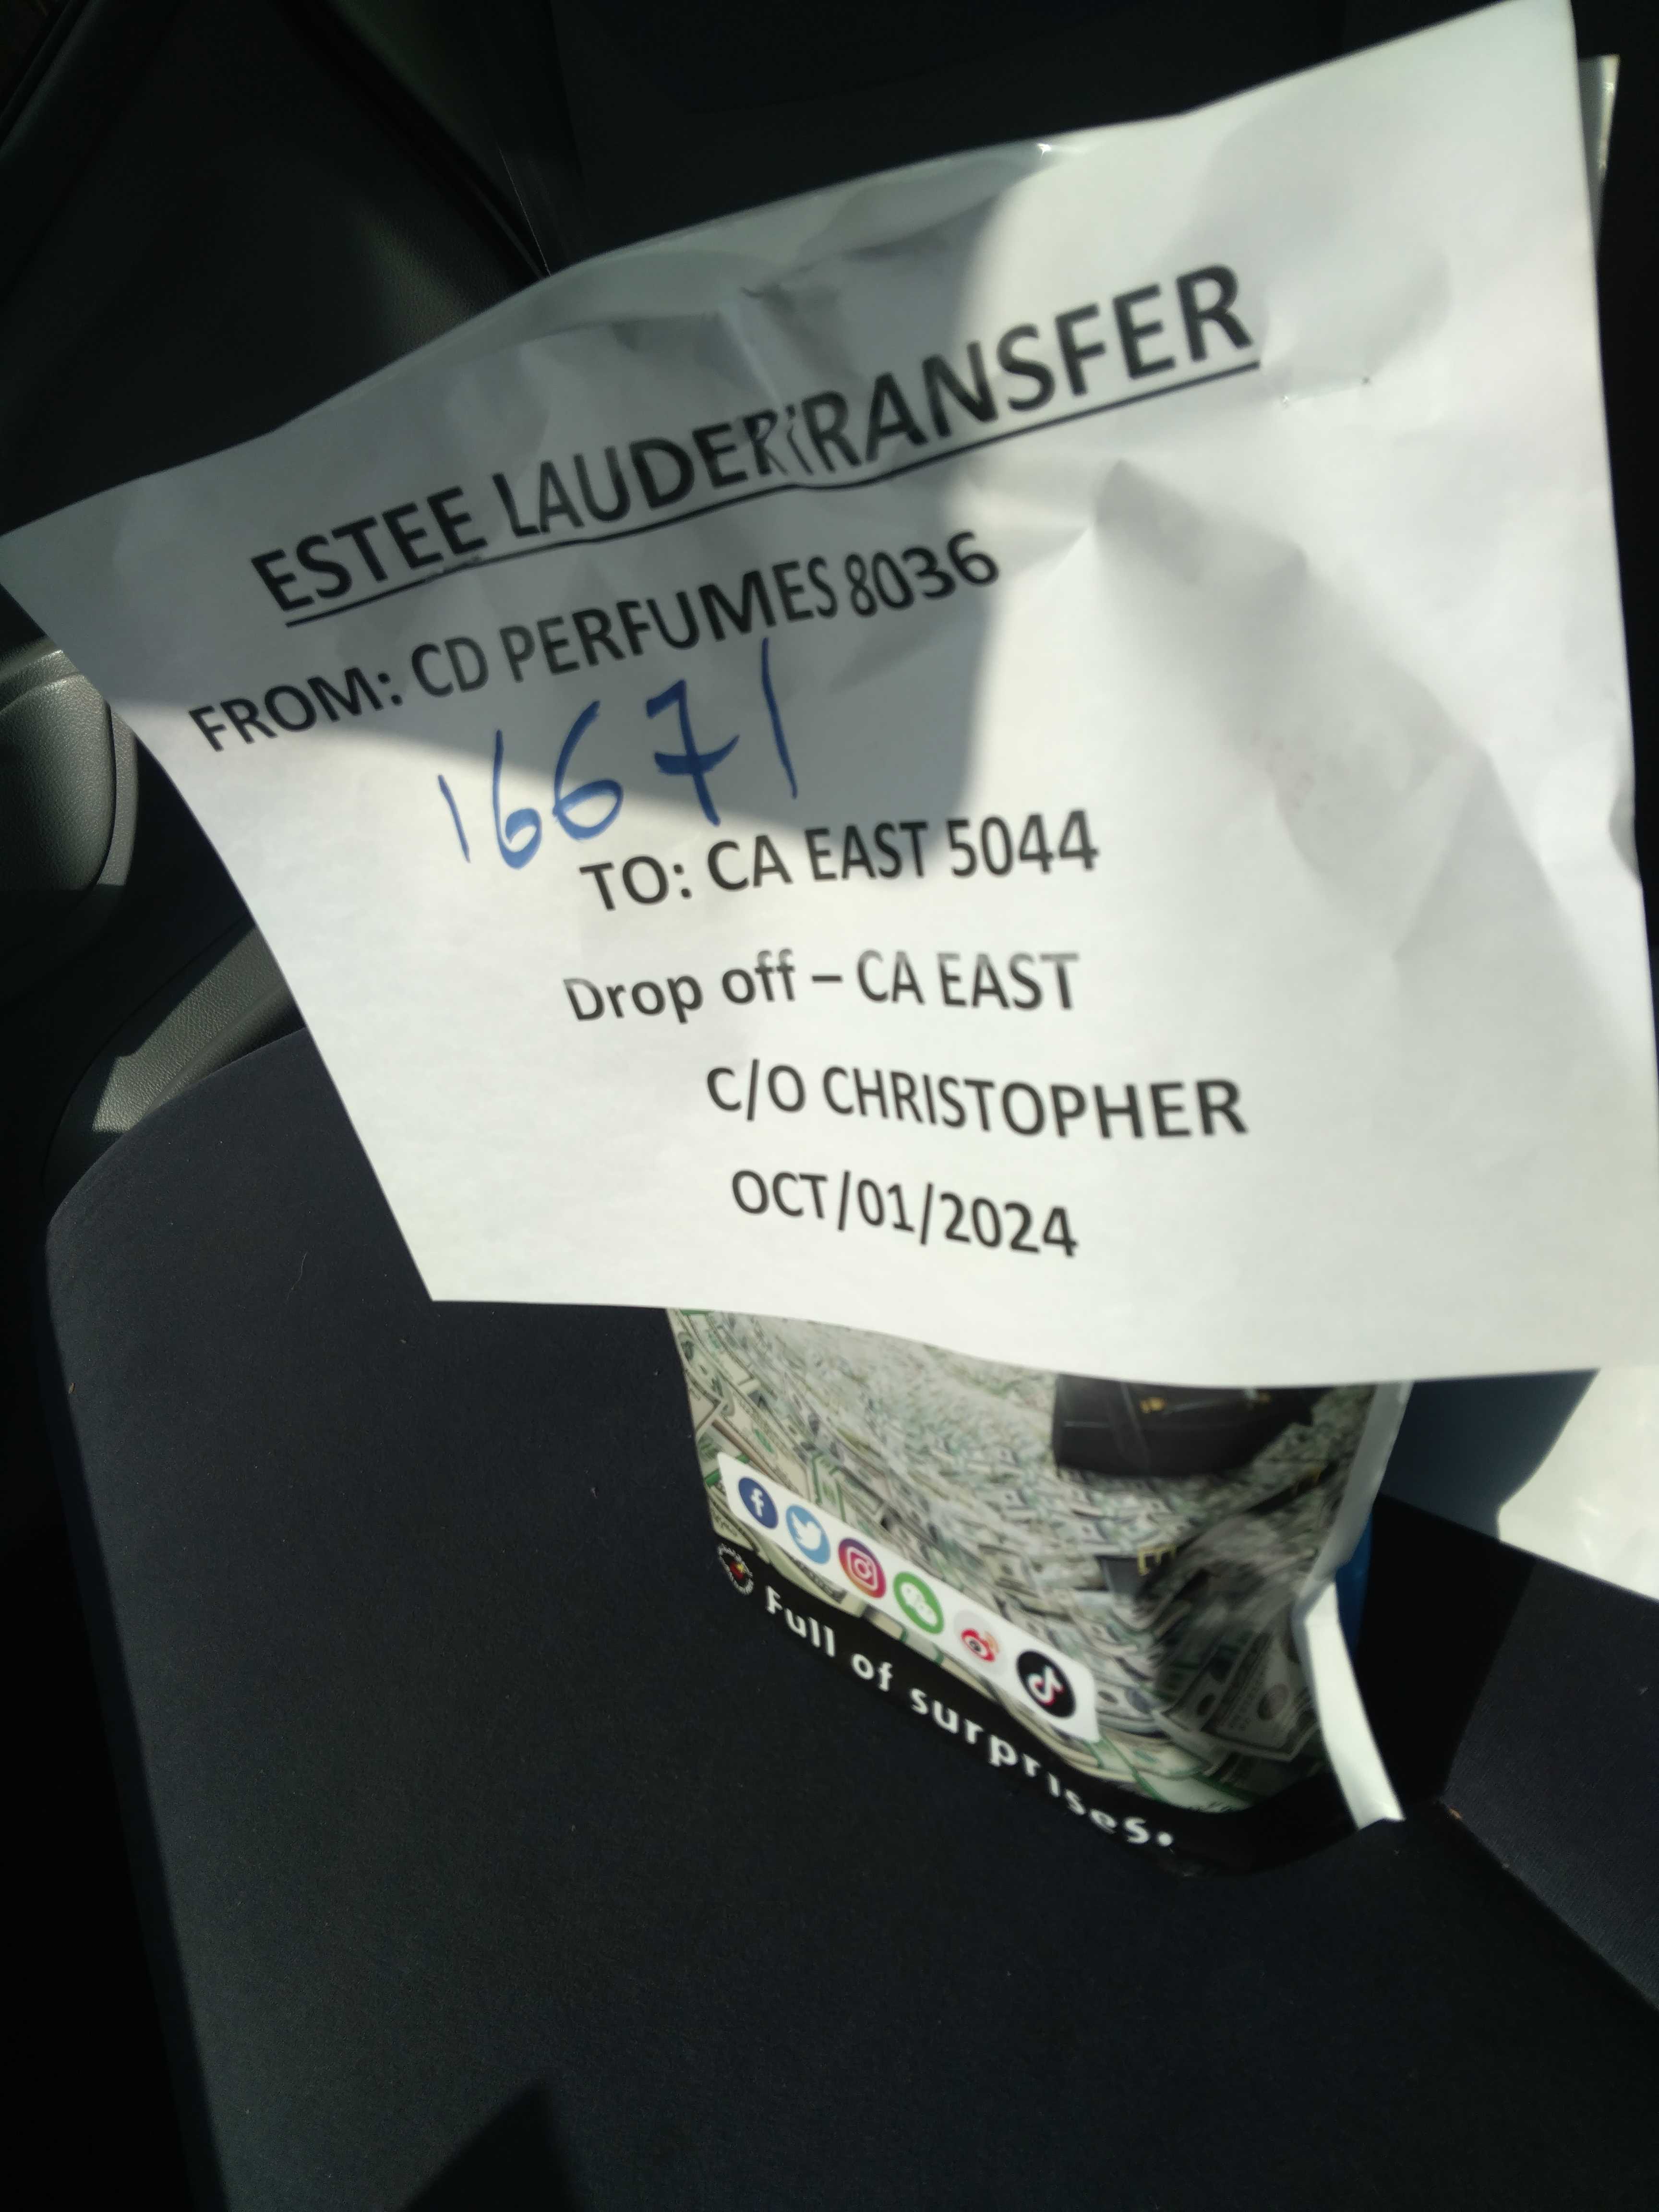 ESTEE LAUDER TRANSFER
FROM: CD PERFUMES 8036
16671
TO: CA EAST 5044
Drop off – CA EAST
C/O CHRISTOPHER
OCT/01/2024
Full of surprises.